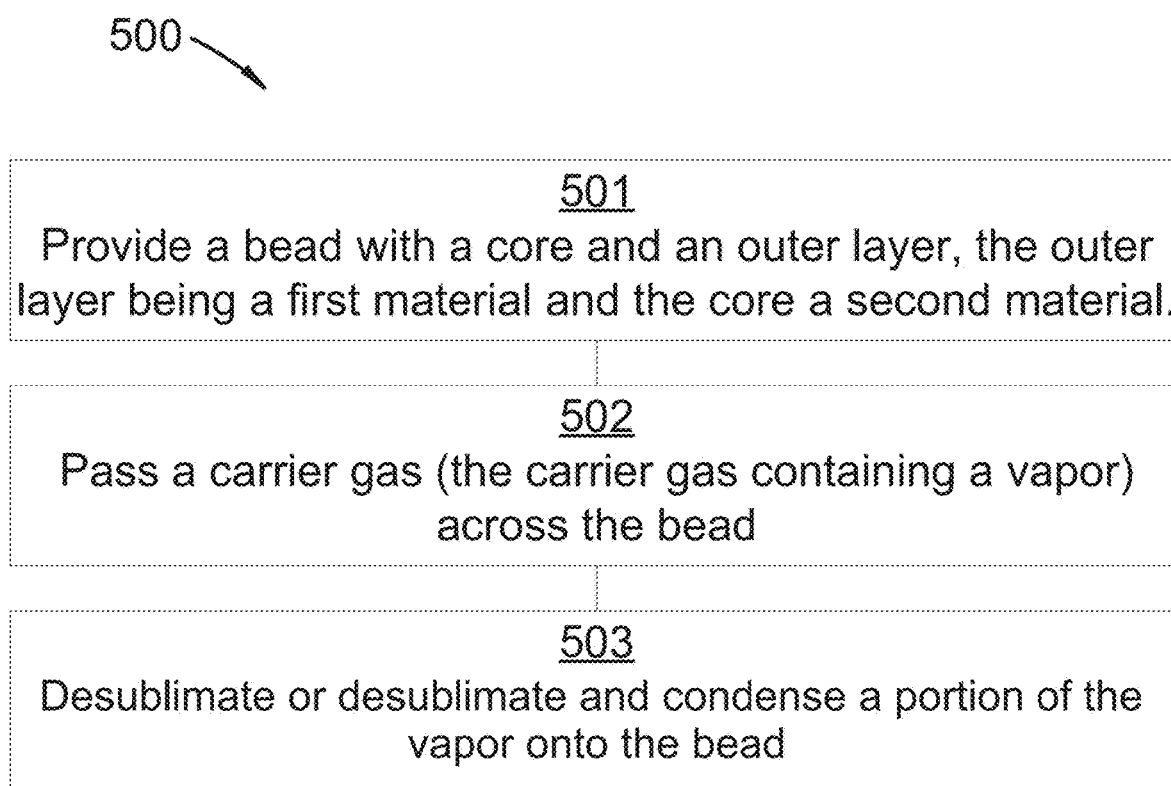 500
501
Provide a bead with a core and an outer layer, the outer
layer being a first material and the core a second material.
502
Pass a carrier gas (the carrier gas containing a vapor)
across the bead
503
Desublimate or desublimate and condense a portion of the
vapor onto the bead